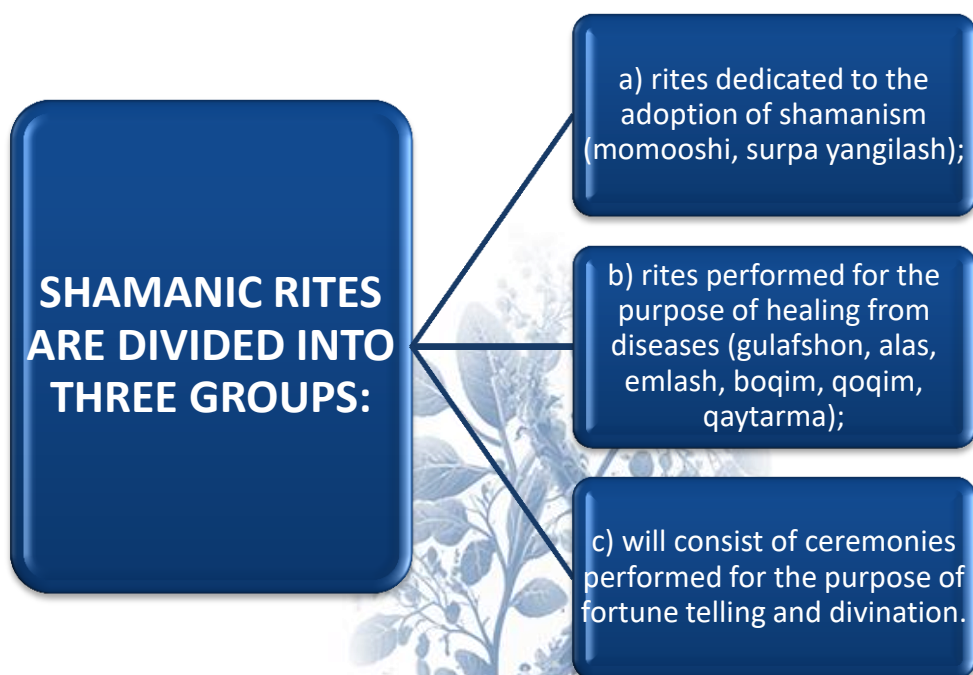 SHAMANIC RITES
ARE DIVIDED INTO
THREE GROUPS:
a) rites dedicated to the
adoption of shamanism
(momooshi, surpa yangilash);
b) rites performed for the
purpose of healing from
diseases (gulafshon, alas,
emlash, boqim, qoqim,
qaytarma);
c) will consist of ceremonies
performed for the purpose of
fortune telling and divination.